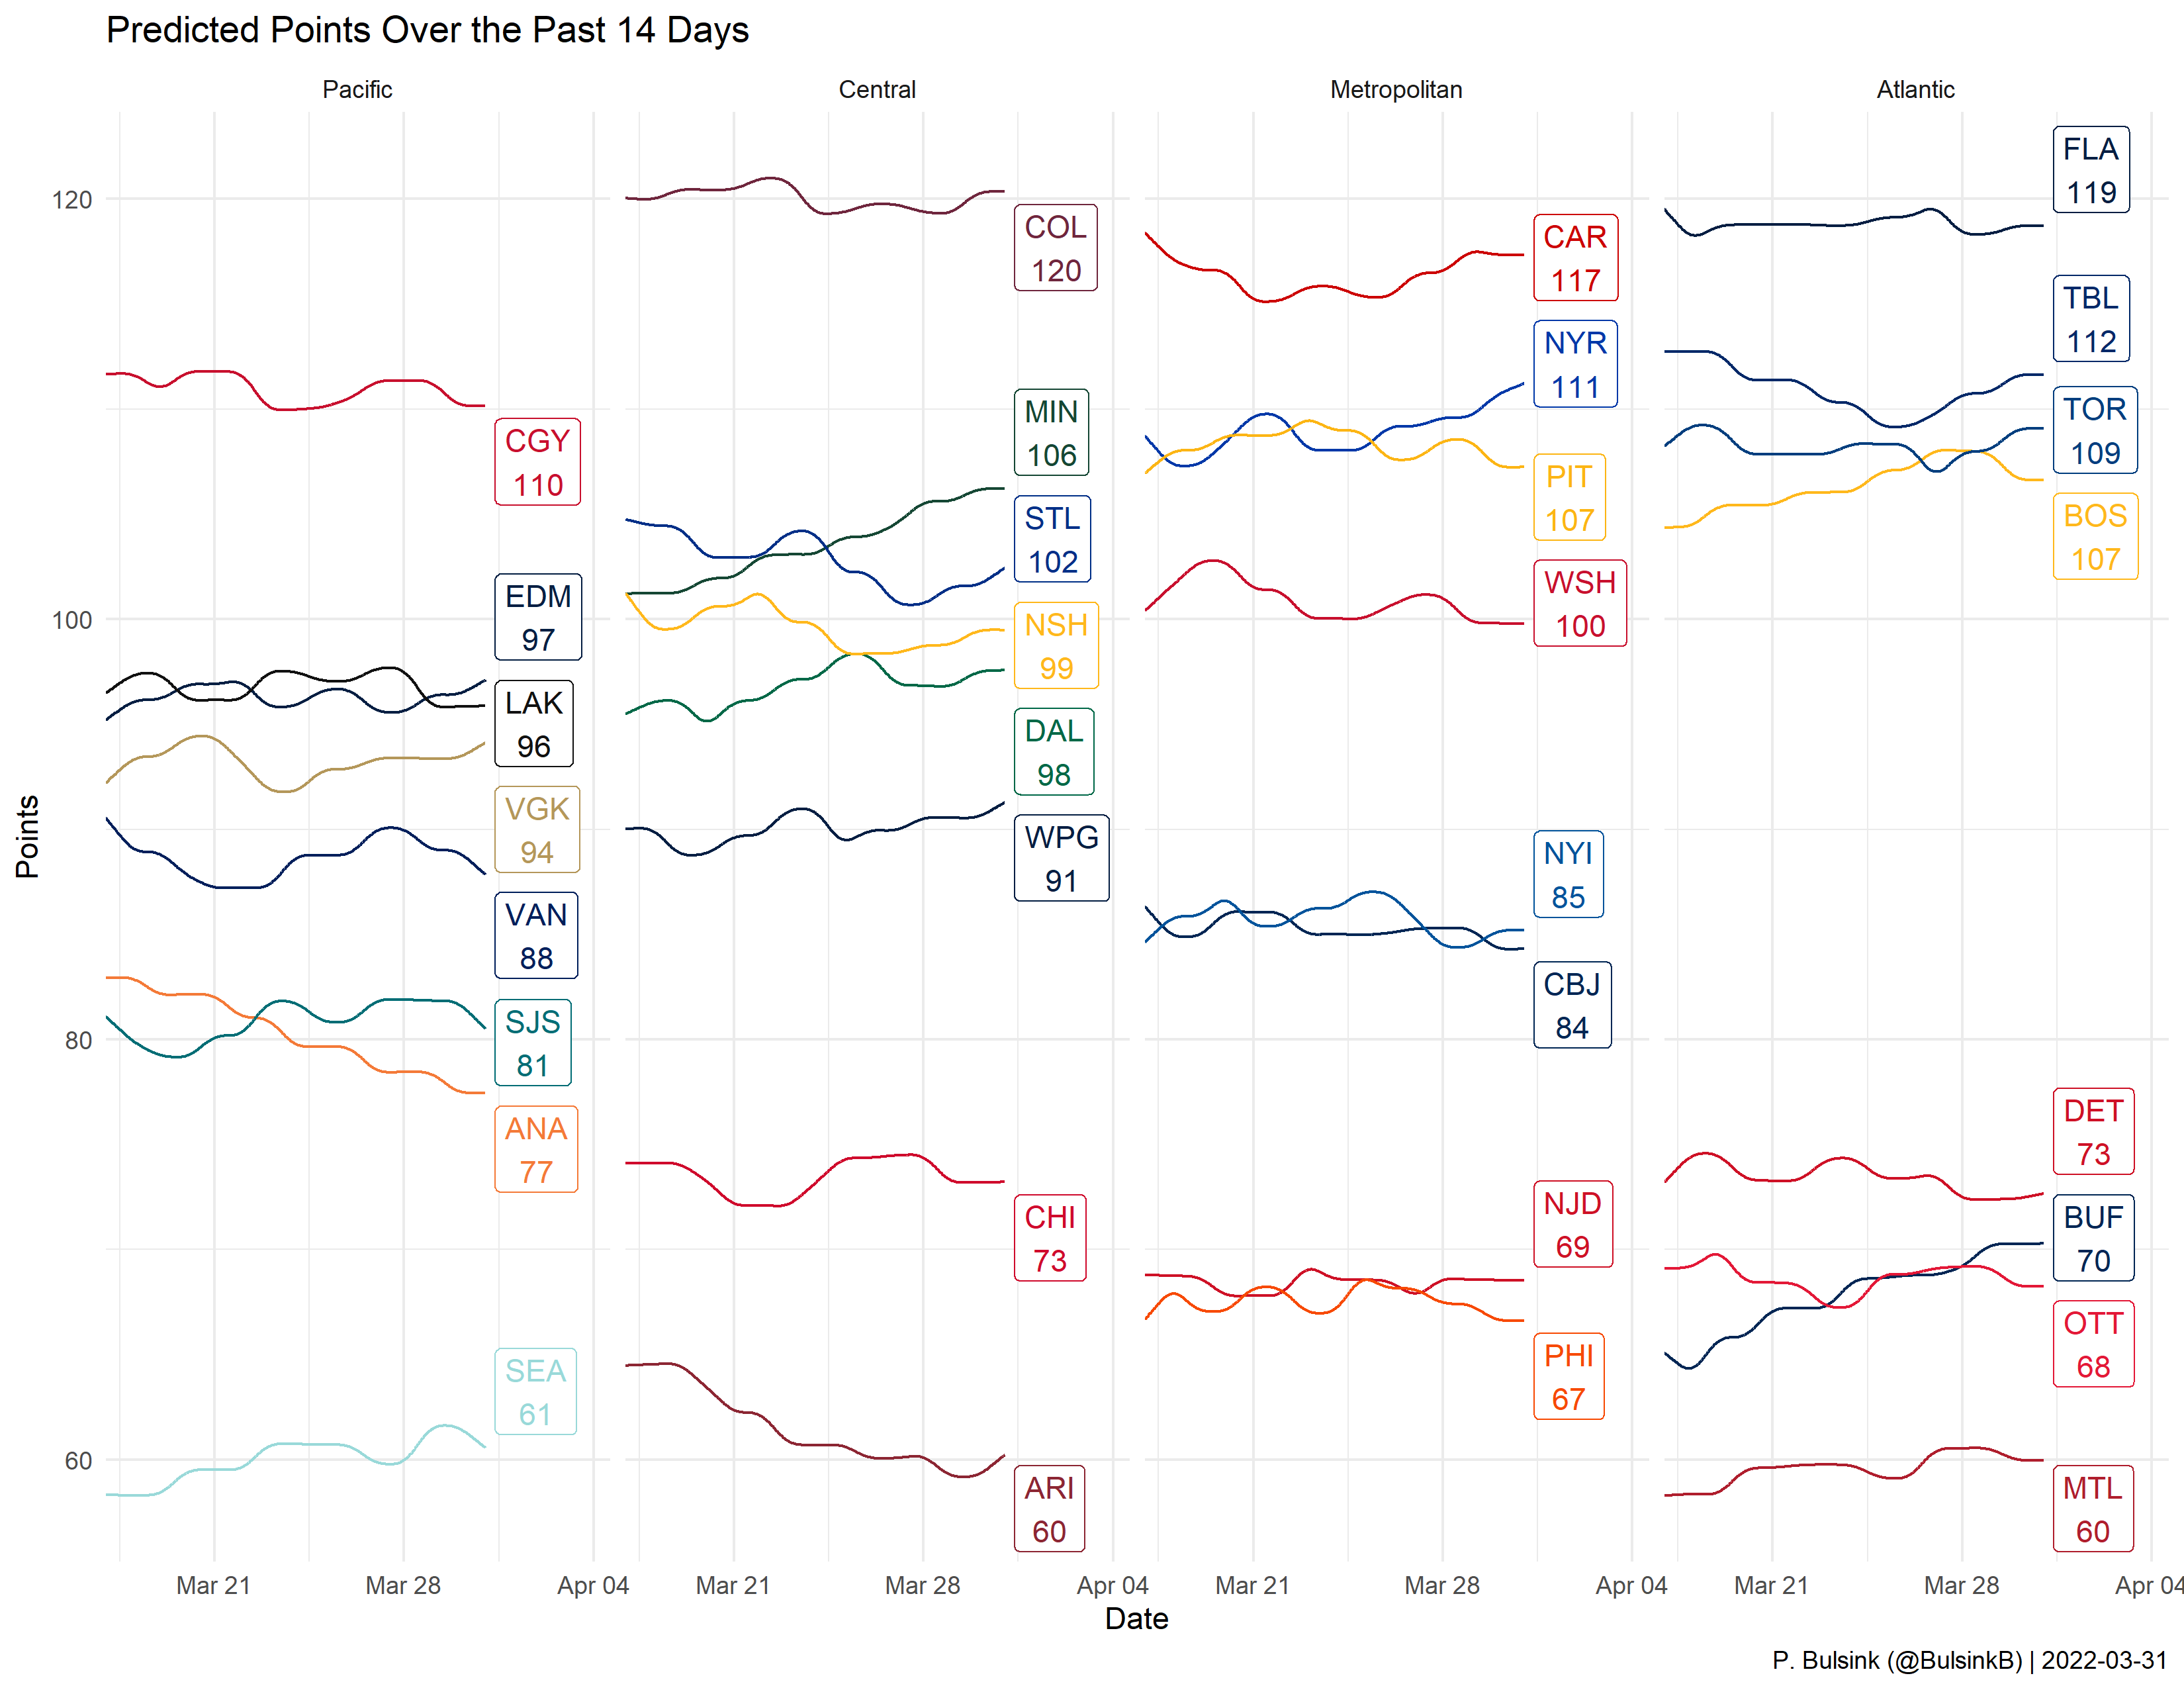 Predicted Points Over the Past 14 Days
Pacific
Central
Metropolitan
Atlantic
Points
120
100
80
60
CGY
110
EDM
97
LAK
96
VGK
94
VAN
88
SJS
81
ANA
77
SEA
61
COL
120
MIN
106
STL
102
NSH
99
DAL
98
WPG
91
CHI
73
ARI
60
CAR
117
NYR
111
PIT
107
WSH
100
NYI
85
CBJ
84
NJD
69
PHI
67
FLA
119
TBL
112
TOR
109
BOS
107
DET
73
BUF
70
OTT
68
MTL
60
Mar 21 Mar 28 Apr 04 Mar 21 Mar 28 Apr 04 Mar 21 Mar 28 Apr 04 Mar 21 Mar 28 Apr 04
Date
P. Bulsink (@BulsinkB) | 2022-03-31